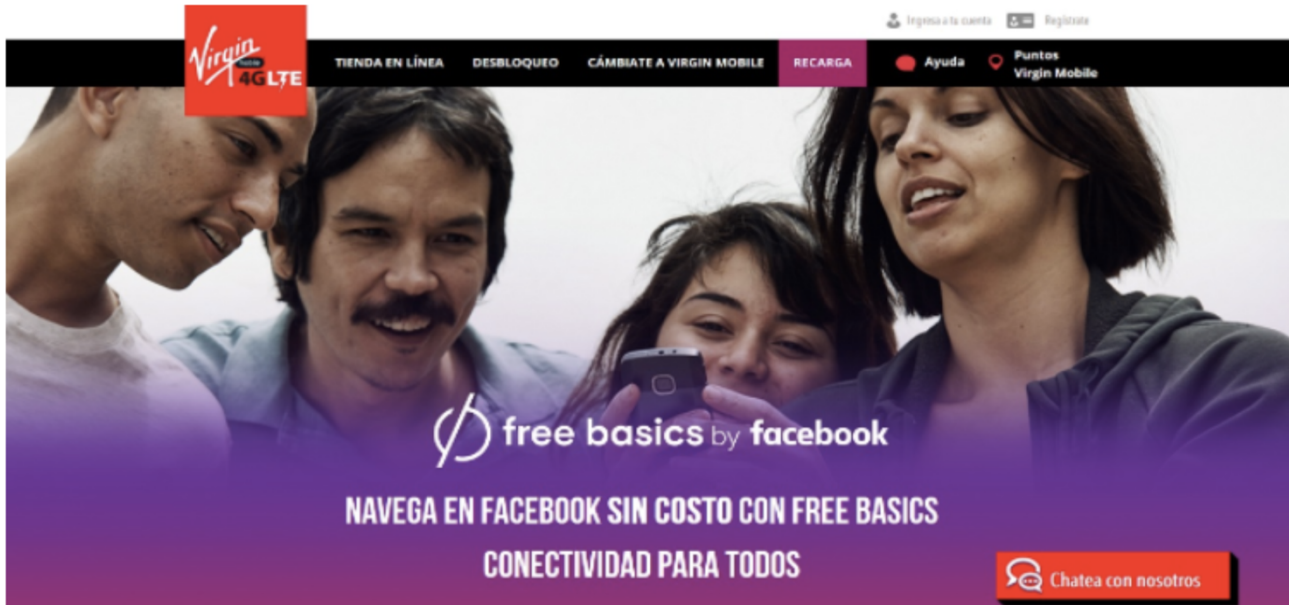 Ingresa a tu cuenta Regístrate
Virgin
mobile
4G LTE
TIENDA EN LÍNEA DESBLOQUEO CÁMBIATE A VIRGIN MOBILE RECARGA Ayuda Puntos
Virgin Mobile
free basics by facebook
NAVEGA EN FACEBOOK SIN COSTO CON FREE BASICS
CONECTIVIDAD PARA TODOS
Chatea con nosotros